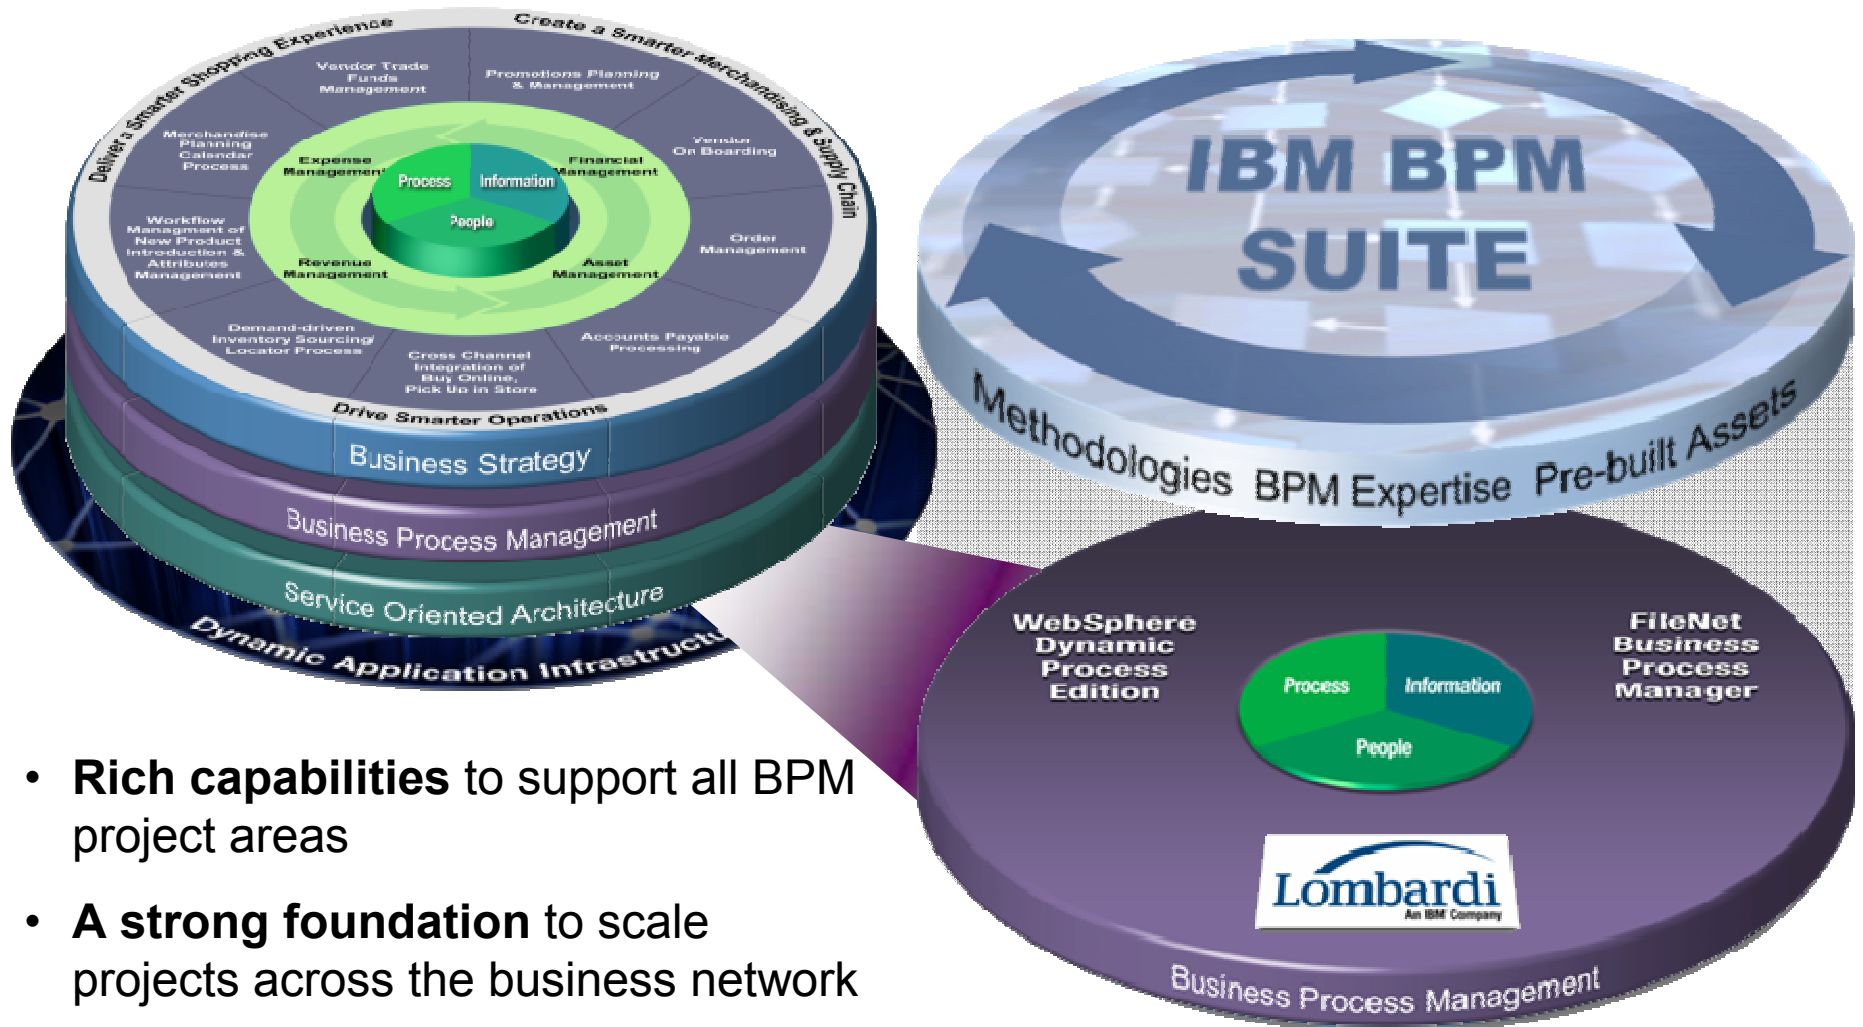 Deliver a Smarter Shopping Experience
Create a Smarter Merchandising & Supply Chain
Vendor Trade
Funds
Management
Promotions Planning
& Management
Merchandise
Planning
Calendar
Process
Vendor
On Boarding
Workflow
Managment of
New Product
Introduction &
Attributes
Management
Order
Management
Demand-driven
Inventory Sourcing/
Locator Process
Cross Channel
Integration of
Buy Online,
Pick Up in Store
Accounts Payable
Processing
Expense
Management
Financial
Management
Process
Information
People
Revenue
Management
Asset
Management
Drive Smarter Operations
Business Strategy
Business Process Management
Service Oriented Architecture
Dynamic Application Infrastructu
IBM BPM
SUITE
Methodologies BPM Expertise Pre-built Assets
WebSphere
Dynamic
Process
Edition
FileNet
Business
Process
Manager
Process
Information
People
Lombardi
An IBM Company
Business Process Management
• Rich capabilities to support all BPM
project areas
• A strong foundation to scale
projects across the business network